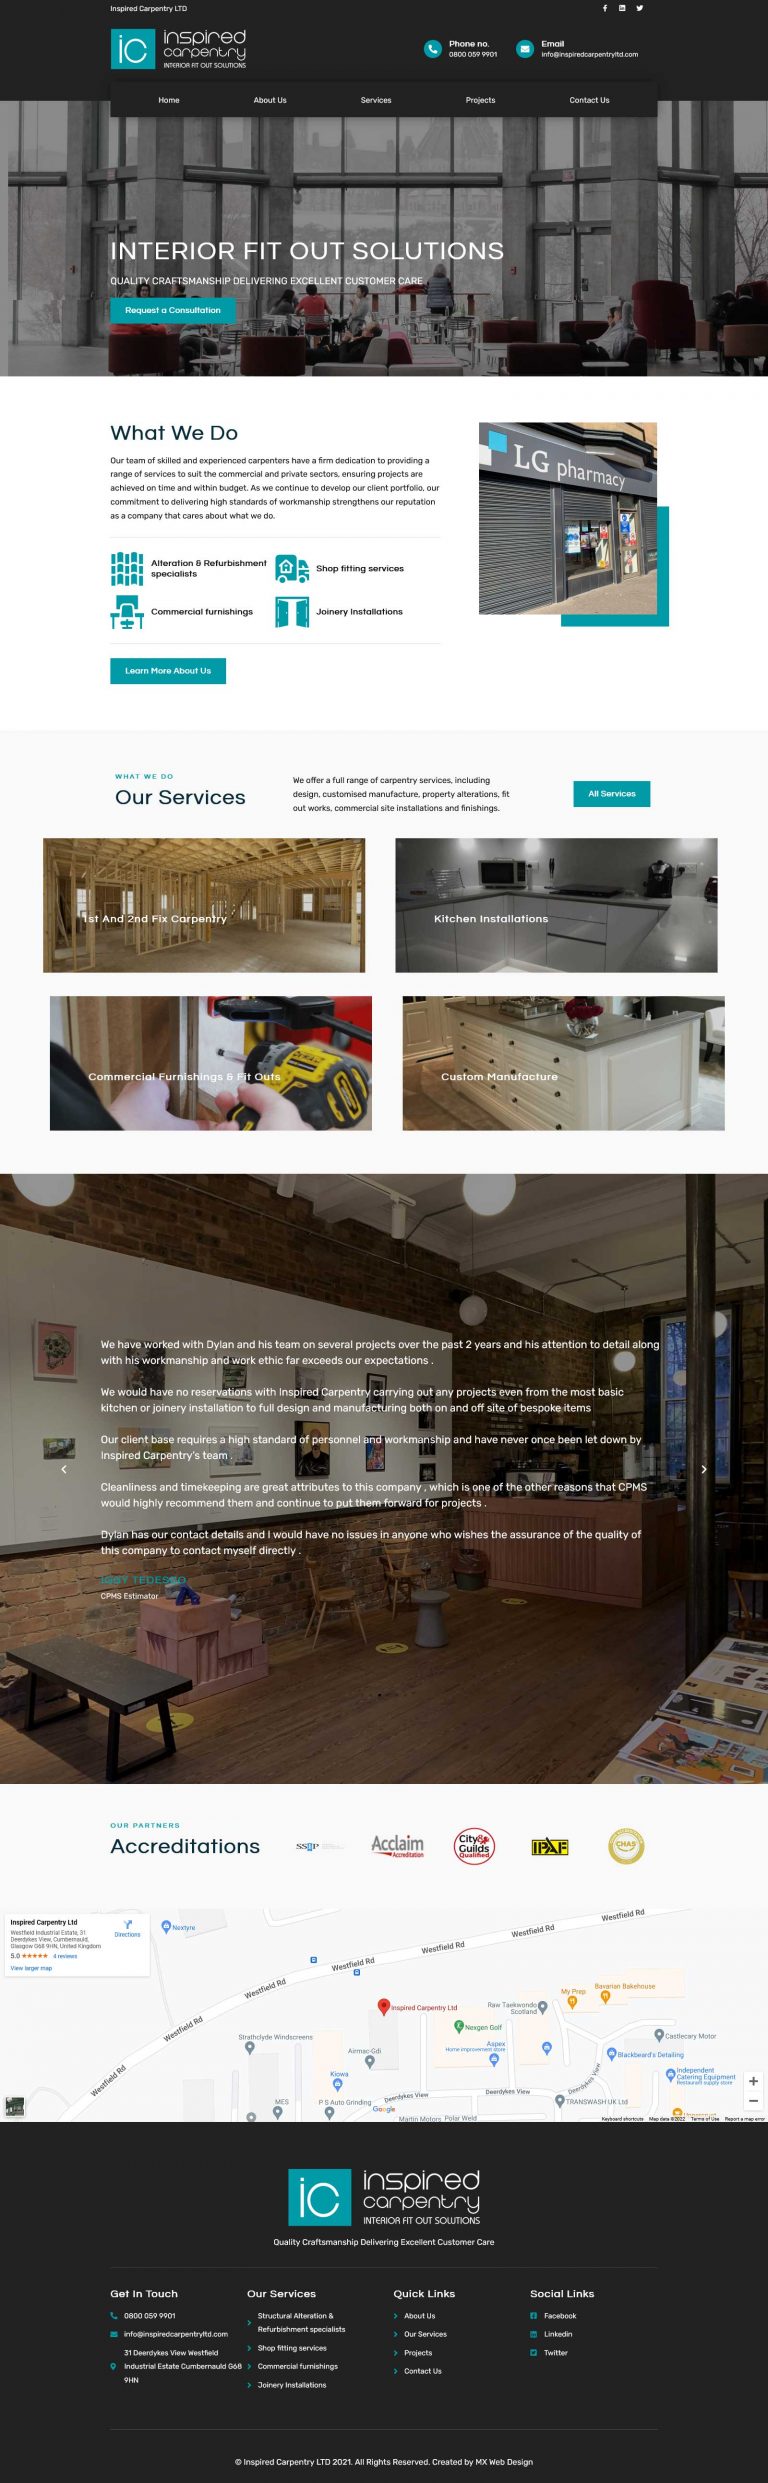 Inspired Carpentry LTD
ic
inspired
carpentry
INTERIOR FIT OUT SOLUTIONS
Phone no.
0800 059 9901
Email
info@inspiredcarpentryltd.com
Home
About Us
Services
Projects
Contact Us
INTERIOR FIT OUT SOLUTIONS
QUALITY CRAFTSMANSHIP DELIVERING EXCELLENT CUSTOMER CARE
Request a Consultation
What We Do
Our team of skilled and experienced carpenters have a firm dedication to providing a
range of services to suit the commercial and private sectors, ensuring projects are
achieved on time and within budget. As we continue to develop our client portfolio, our
commitment to delivering high standards of workmanship strengthens our reputation
as a company that cares about what we do.
LG pharmacy
Alteration & Refurbishment
specialists
Shop fitting services
Commercial furnishings
Joinery Installations
Learn More About Us
WHAT WE DO
Our Services
We offer a full range of carpentry services, including
design, customised manufacture, property alterations, fit
out works, commercial site installations and finishings.
All Services
1st And 2nd Fix Carpentry
Kitchen Installations
Commercial Furnishings & Fit Outs
Custom Manufacture
We have worked with Dylan and his team on several projects over the past 2 years and his attention to detail along
with his workmanship and work ethic far exceeds our expectations .
We would have no reservations with Inspired Carpentry carrying out any projects even from the most basic
kitchen or joinery installation to full design and manufacturing both on and off site of bespoke items
Our client base requires a high standard of personnel and workmanship and have never once been let down by
Inspired Carpentry's team .
Cleanliness and timekeeping are great attributes to this company , which is one of the other reasons that CPMS
would highly recommend them and continue to put them forward for projects .
Dylan has our contact details and I would have no issues in anyone who wishes the assurance of the quality of
this company to contact myself directly .
CPMS Estimator
OUR PARTNERS
Accreditations
SSIP
Acclaim
Accreditation
City&
Guilds
Qualified
IPAF
CHAS
Inspired Carpentry Ltd
Westfield Industrial Estate, 31
Deerdykes View, Cumbernauld,
Glasgow G68 9HN, United Kingdom
5.0 ★★★★★ 4 reviews
View larger map
Directions
Nextyre
Westfield Rd
Westfield Rd
Westfield Rd
Westfield Rd
Westfield Rd
Westfield Rd
Inspired Carpentry Ltd
Raw Taekwondo
Scotland
My Prep
Bavarian Bakehouse
Nexgen Golf
Strathclyde Windscreens
Airmac-Gdi
Aspex
Home improvement store
Castlecary Motor
Blackbeard's Detailing
Kiowa
Independent
Catering Equipment
Restaurant supply store
Deerdykes View
Deerdykes View
Deerdykes View
MES
P S Auto Grinding
Google
Martin Motors
Polar Weld
TRANSWASH UK Ltd
Keyboard shortcuts
Map data ©2022
Terms of Use
Report a map error
ic
inspired
carpentry
INTERIOR FIT OUT SOLUTIONS
Quality Craftsmanship Delivering Excellent Customer Care
Get In Touch
0800 059 9901
info@inspiredcarpentryltd.com
31 Deerdykes View Westfield
Industrial Estate Cumbernauld G68
9HN
Our Services
Structural Alteration &
Refurbishment specialists
Shop fitting services
Commercial furnishings
Joinery Installations
Quick Links
About Us
Our Services
Projects
Contact Us
Social Links
Facebook
Linkedin
Twitter
© Inspired Carpentry LTD 2021. All Rights Reserved. Created by MX Web Design